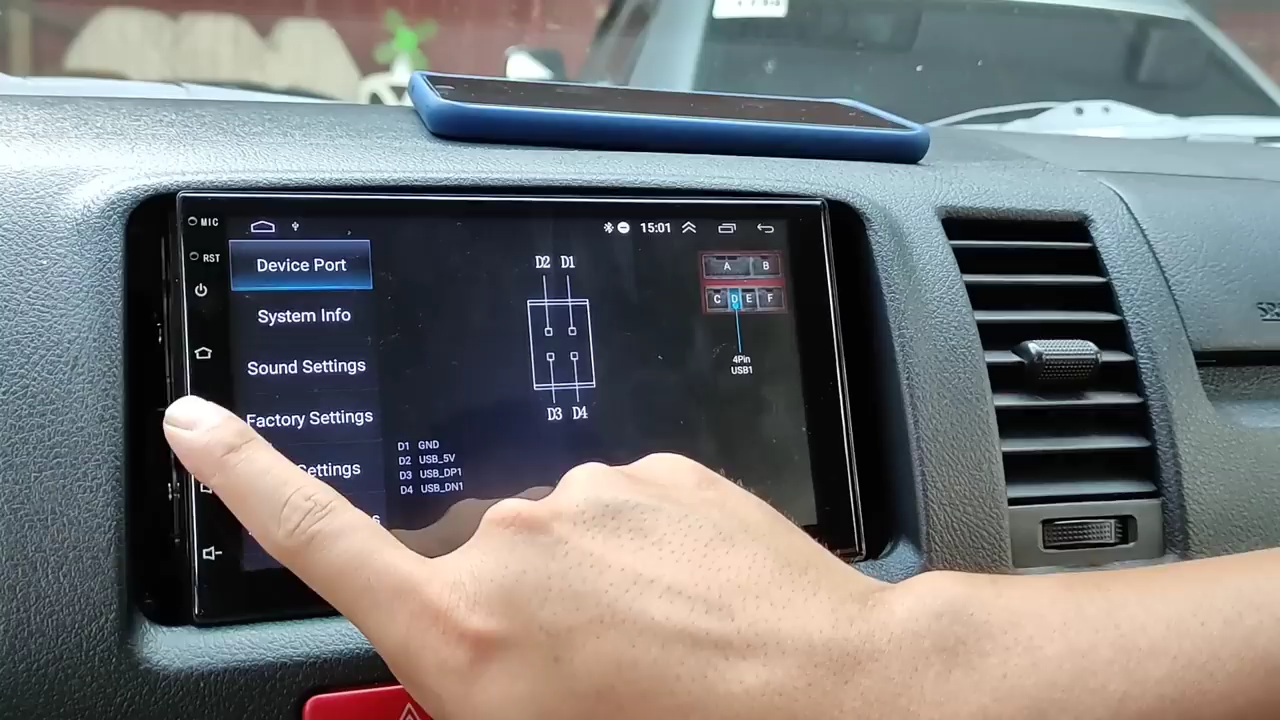 MIC
RST
15:01
Device Port
System Info
Sound Settings
Factory Settings
Settings
D2 D1
D3 D4
D1 GND
D2 USB_5V
D3 USB_DP1
D4 USB_DN1
A B
C D E F
4Pin
USB1